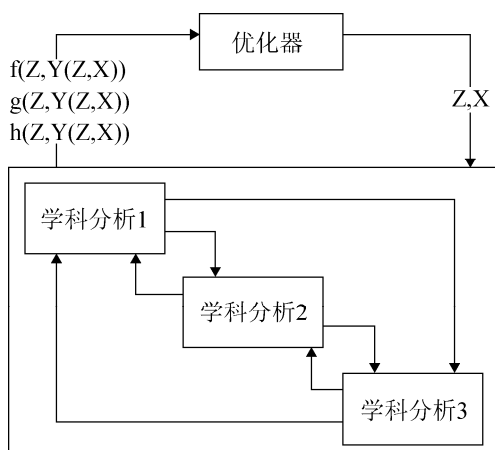 优化器
f(Z,Y(Z,X))
g(Z,Y(Z,X))
h(Z,Y(Z,X))
Z,X
学科分析1
学科分析2
学科分析3